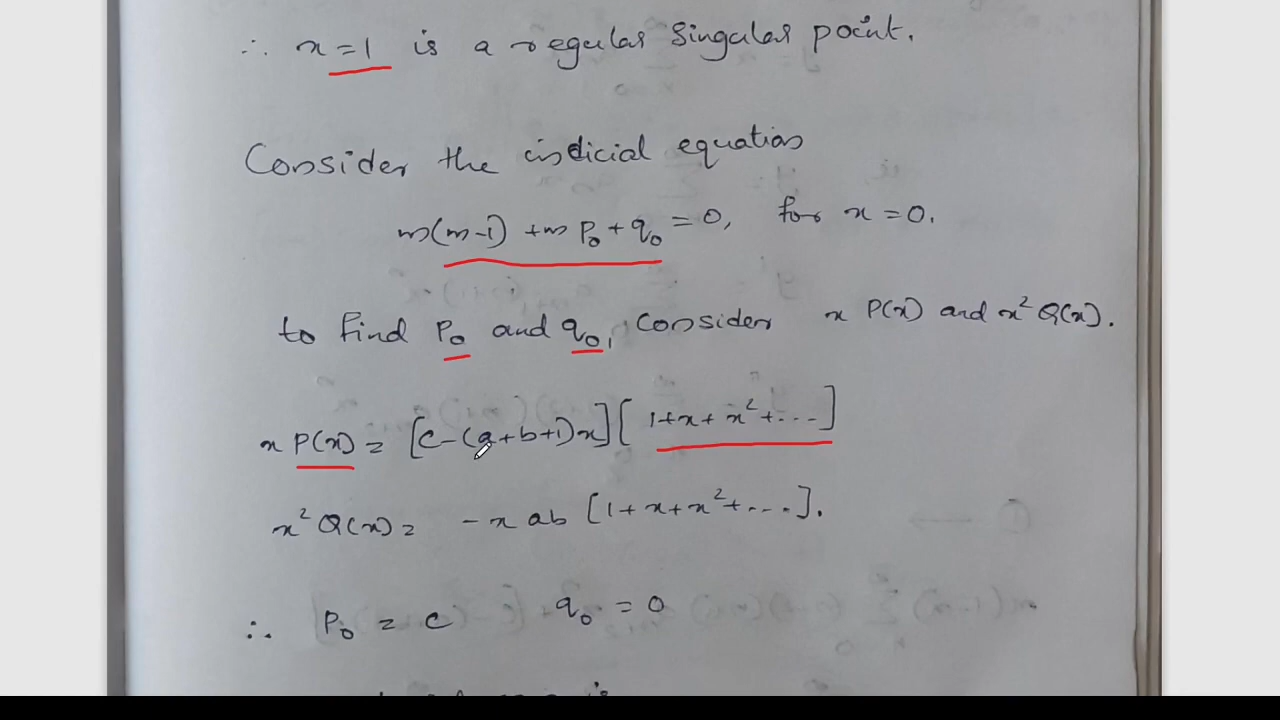 ∴ x = 1 is a regular singular point.
Consider the indicial equation
m(m-1) + m p₀ + q₀ = 0, for x = 0.
to find p₀ and q₀, consider x P(x) and x² Q(x).
x P(x) = [c - (a+b+1)x] [1+x+x²+....]
x² Q(x) = - x ab [1+x+x²+....].
∴ p₀ = c q₀ = 0